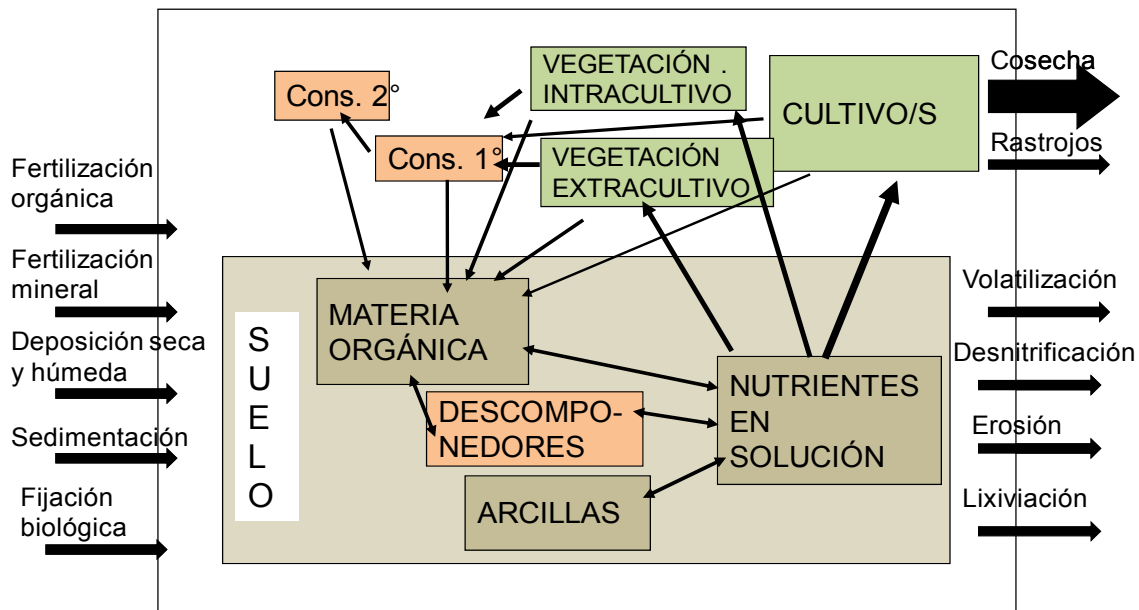 Cosecha
VEGETACIÓN .
INTRACULTIVO
Cons. 2°
CULTIVO/S
Rastrojos
Cons. 1°
VEGETACIÓN
EXTRACULTIVO
Fertilización
orgánica
Fertilización
mineral
Deposición seca
y húmeda
Sedimentación
Fijación
biológica
S
U
E
L
O
MATERIA
ORGÁNICA
DESCOMPO-
NEDORES
ARCILLAS
NUTRIENTES
EN
SOLUCIÓN
Volatilización
Desnitrificación
Erosión
Lixiviación